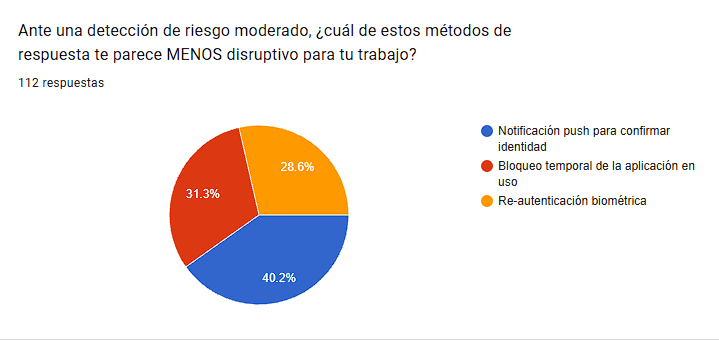 Ante una detección de riesgo moderado, ¿cuál de estos métodos de
respuesta te parece MENOS disruptivo para tu trabajo?
112 respuestas
28.6%
31.3%
40.2%
Notificación push para confirmar
identidad
Bloqueo temporal de la aplicación en
uso
Re-autenticación biométrica